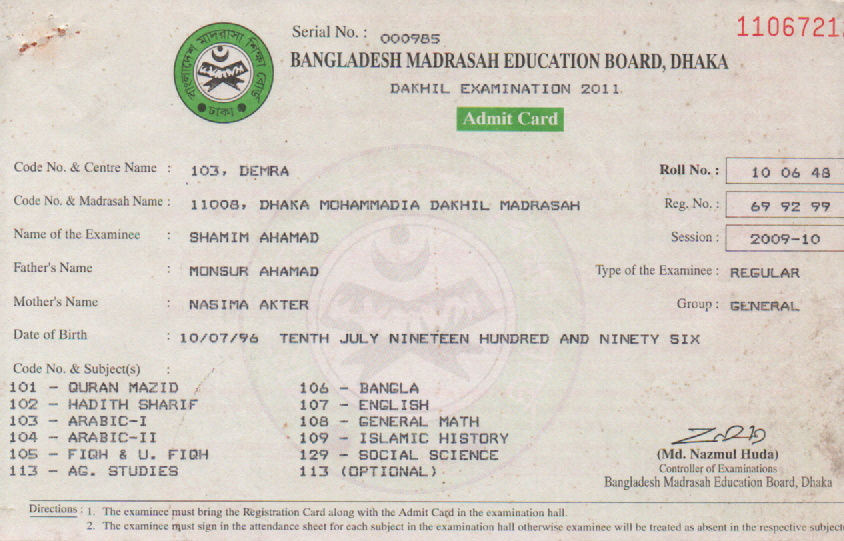 Serial No. : 000985
1106721
বাংলাদেশ মাদরাসা শিক্ষা বোর্ড
ঢাকা
BANGLADESH MADRASAH EDUCATION BOARD, DHAKA
DAKHIL EXAMINATION 2011
Admit Card
Code No. & Centre Name : 103, DEMRA
Roll No. : 10 06 48
Code No. & Madrasah Name : 11008, DHAKA MOHAMMADIA DAKHIL MADRASAH
Reg. No. : 69 92 99
Name of the Examinee : SHAMIM AHAMAD
Session : 2009-10
Father's Name : MONSUR AHAMAD
Type of the Examinee : REGULAR
Mother's Name : NASIMA AKTER
Group : GENERAL
Date of Birth : 10/07/96 TENTH JULY NINETEEN HUNDRED AND NINETY SIX
Code No. & Subject(s) :
101 - QURAN MAZID 106 - BANGLA
102 - HADITH SHARIF 107 - ENGLISH
103 - ARABIC-I 108 - GENERAL MATH
104 - ARABIC-II 109 - ISLAMIC HISTORY
105 - FIQH & U. FIQH 129 - SOCIAL SCIENCE
113 - AG. STUDIES 113 (OPTIONAL)
(Md. Nazmul Huda)
Controller of Examinations
Bangladesh Madrasah Education Board, Dhaka
Directions : 1. The examinee must bring the Registration Card along with the Admit Card in the examination hall.
2. The examinee must sign in the attendance sheet for each subject in the examination hall otherwise examinee will be treated as absent in the respective subject